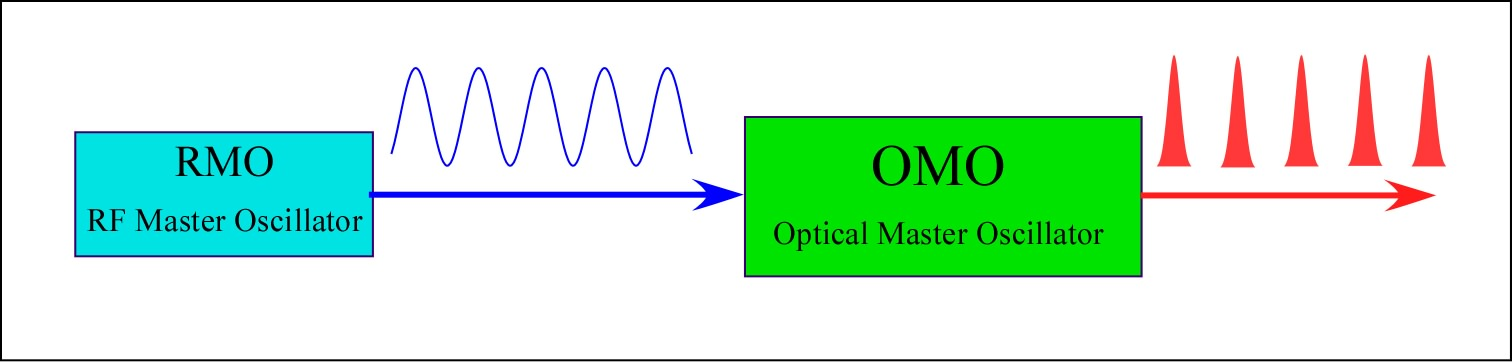 RMO
RF Master Oscillator
OMO
Optical Master Oscillator